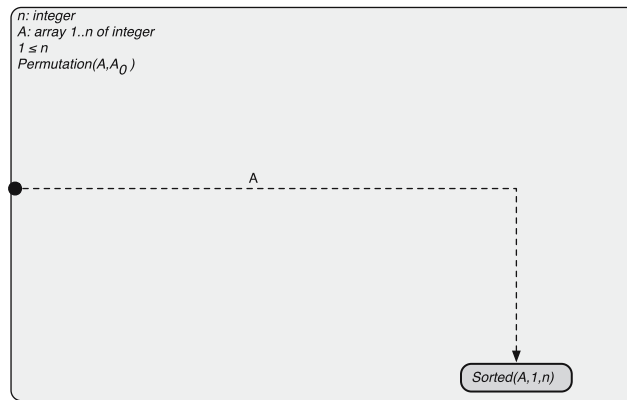 n: integer
A: array 1..n of integer
1 ≤ n
Permutation(A,A0 )
A
Sorted(A,1,n)